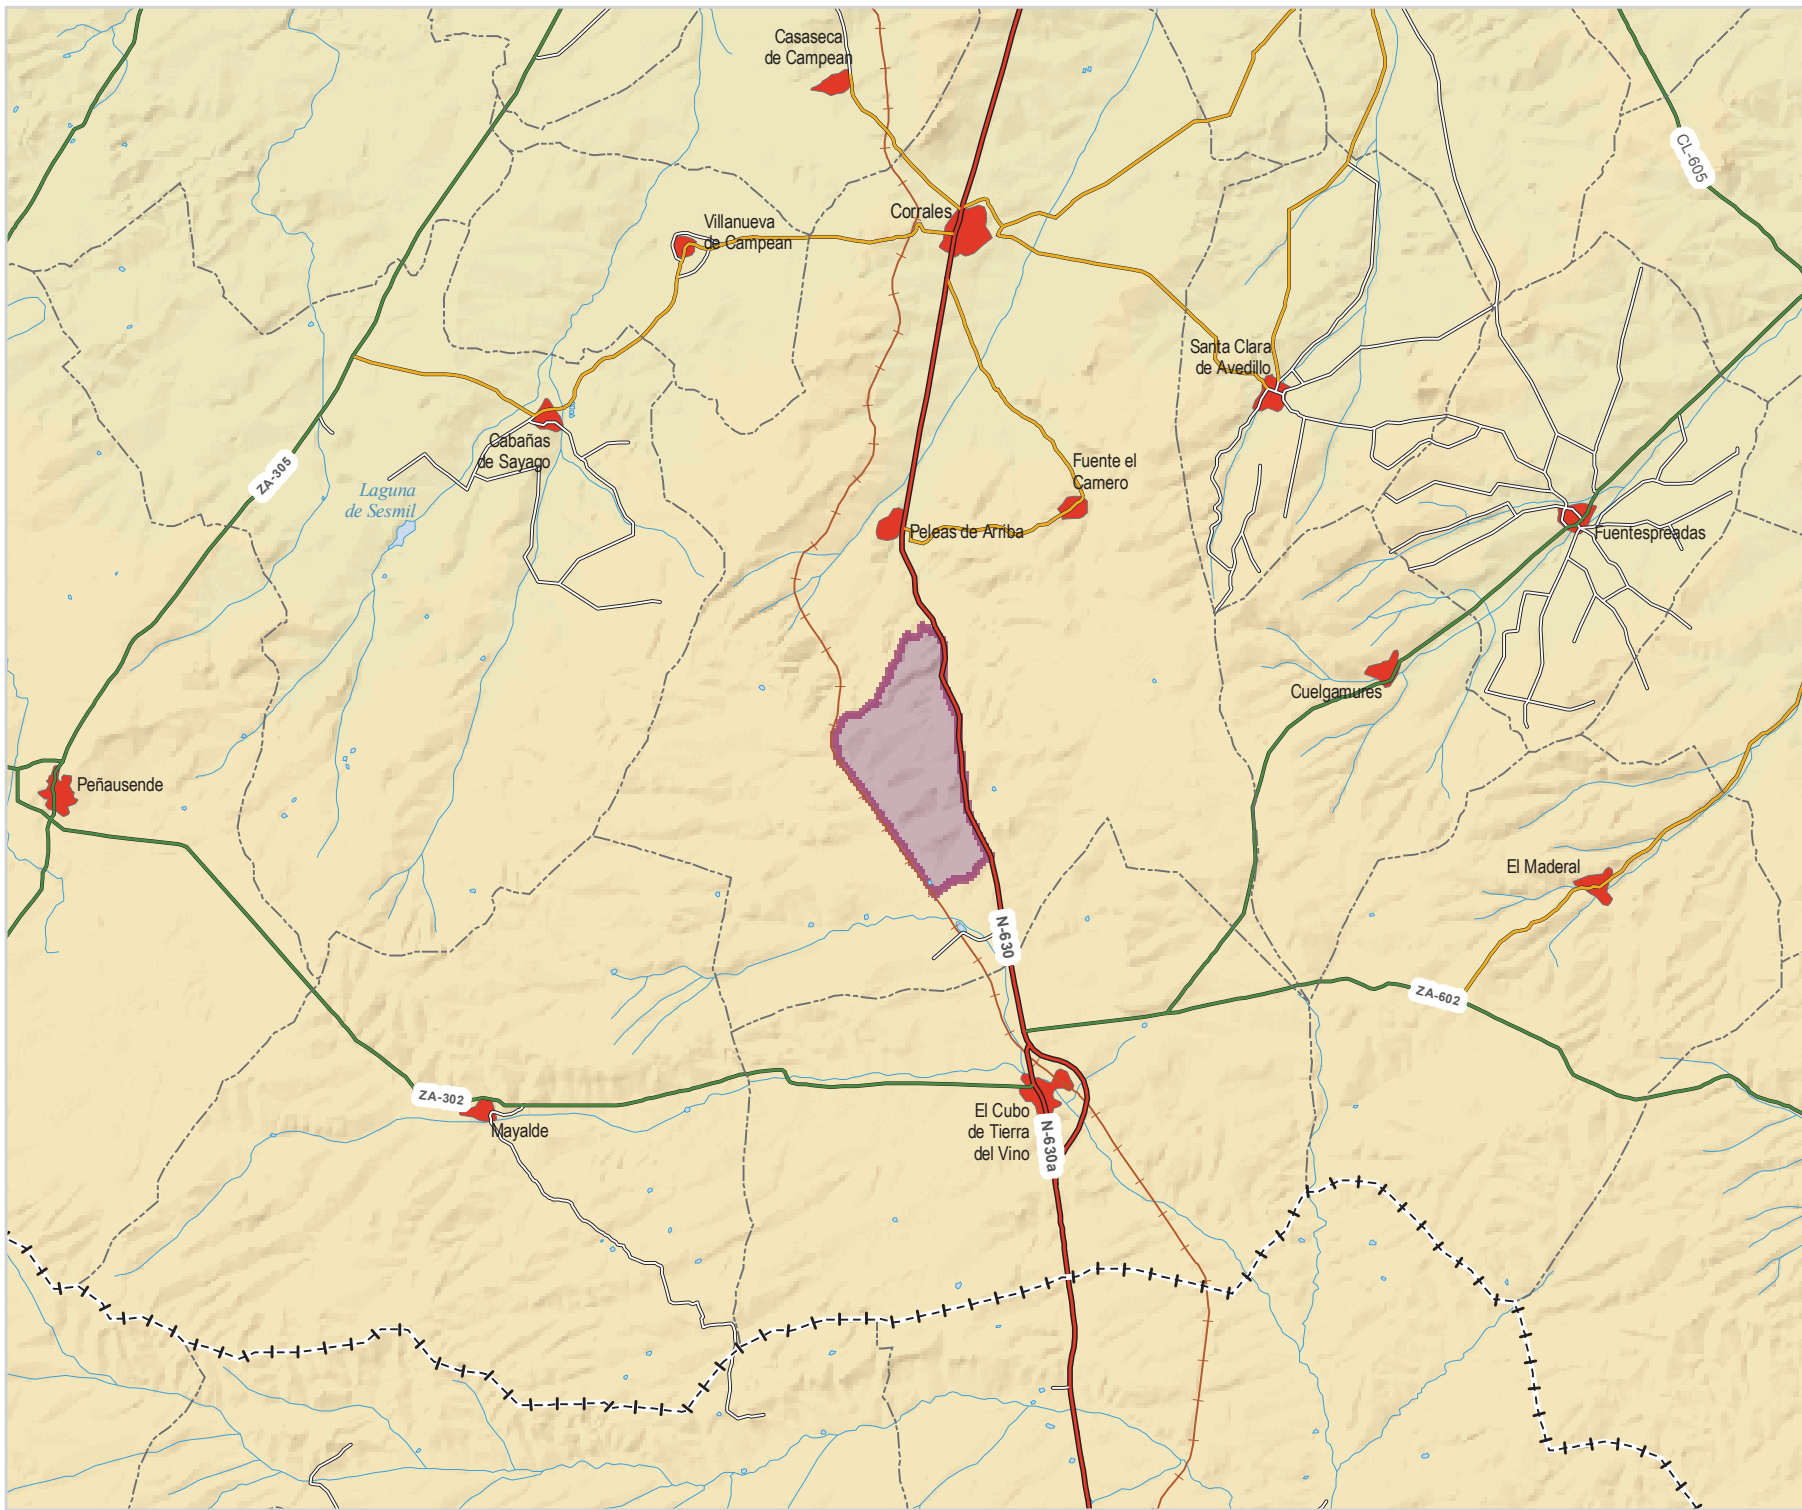 Casaseca
de Campean
CL-605
Corrales
Villanueva
de Campean
Santa Clara
de Avedillo
Cabañas
de Sayago
ZA-305
Fuente el
Carnero
Laguna
de Sesmil
Peleas de Arriba
Fuentespreadas
Cuelgamures
Peñausende
El Maderal
N-630
ZA-602
ZA-302
Mayalde
El Cubo
de Tierra
del Vino
N-630a